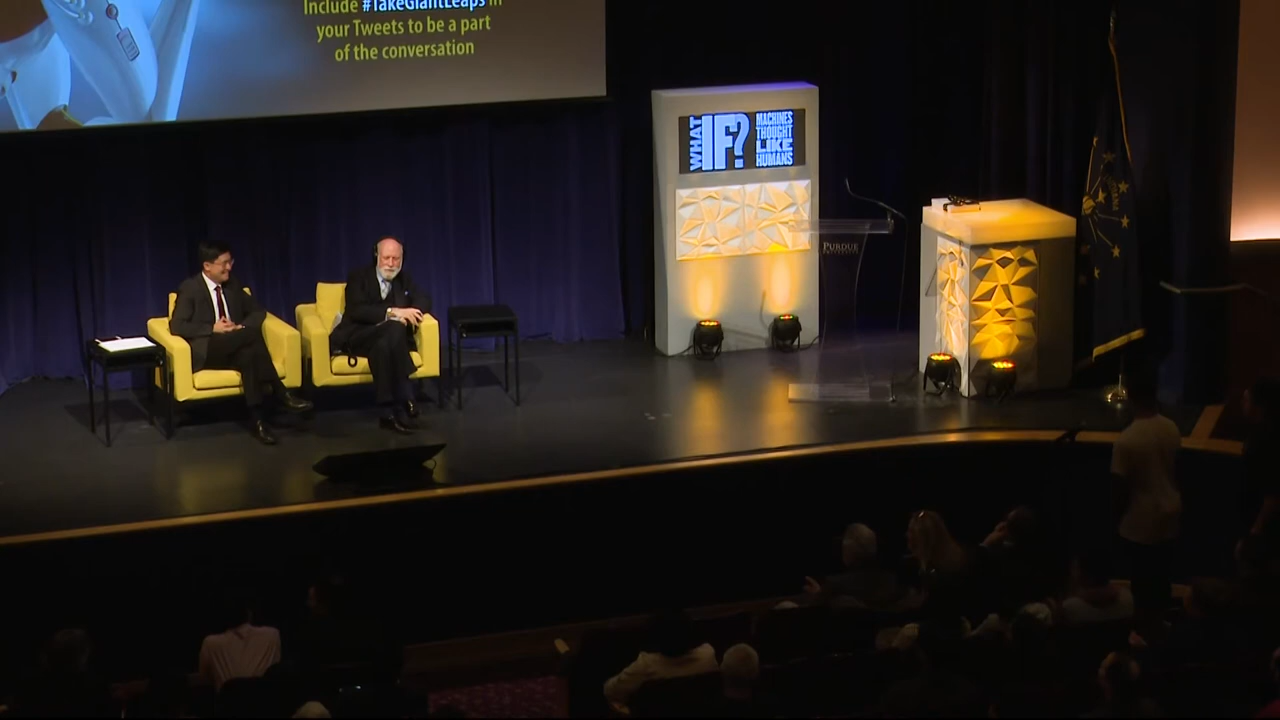 Include #TakeGiantLeaps in
your Tweets to be a part
of the conversation
WHAT
IF?
MACHINES
THOUGHT
LIKE
HUMANS
PURDUE